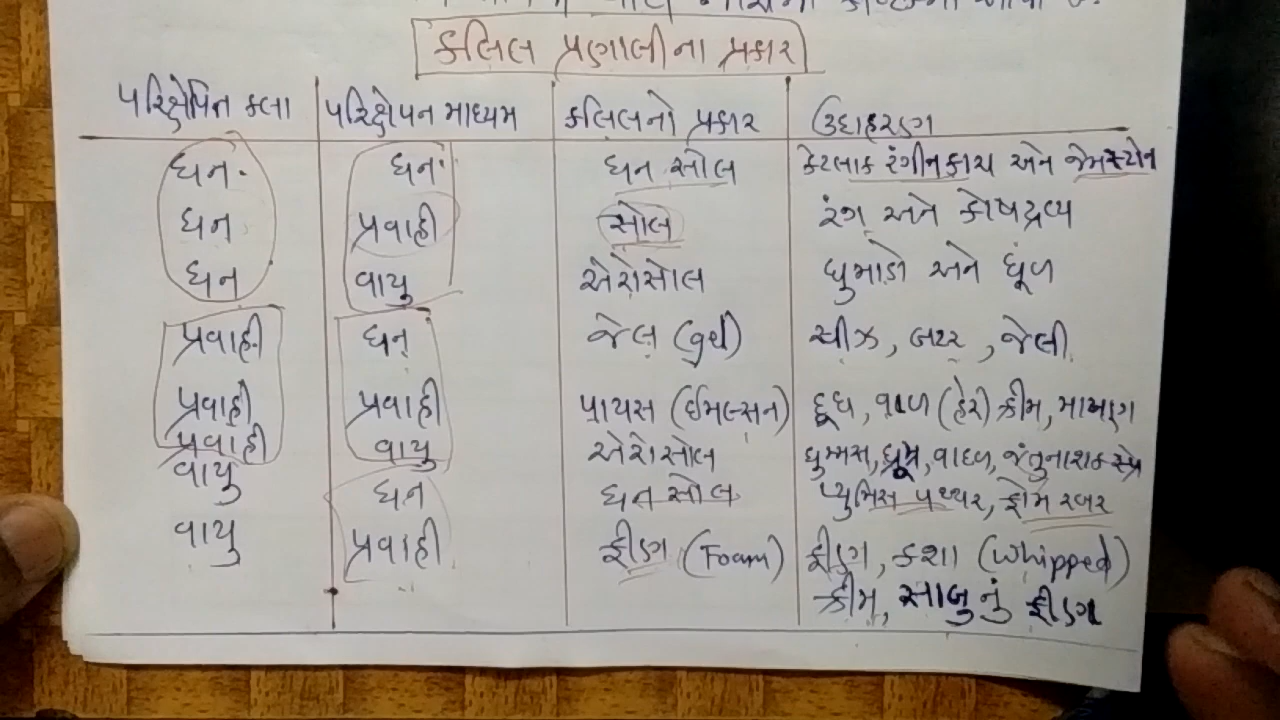 કલિલ પ્રણાલીના પ્રકાર
પરિક્ષેપિત કલા પરિક્ષેપન માધ્યમ કલિલનો પ્રકાર ઉદાહરણ
ઘન ઘન ઘન સોલ કેટલાક રંગીન કાચ અને જેમસ્ટોન
ઘન પ્રવાહી સોલ રંગ અને કોષદ્રવ્ય
ઘન વાયુ એરોસોલ ધુમાડો અને ધૂળ
પ્રવાહી ઘન જેલ ચીઝ, બટર, જેલી
પ્રવાહી પ્રવાહી પાયસ (ઈમલ્સન) દૂધ, વાળ (હેર) ક્રીમ,
પ્રવાહી વાયુ એરોસોલ ધુમ્મસ, ધ્રૂમ્ર, વાદળ, જંતુનાશક સ્પ્રે
વાયુ ઘન ઘન સોલ પ્યુમિસ પથ્થર, ફોમ રબર
વાયુ પ્રવાહી ફીણ (Foam) ફીણ, કશા (Whipped)
ક્રીમ, સાબુનું ફીણ